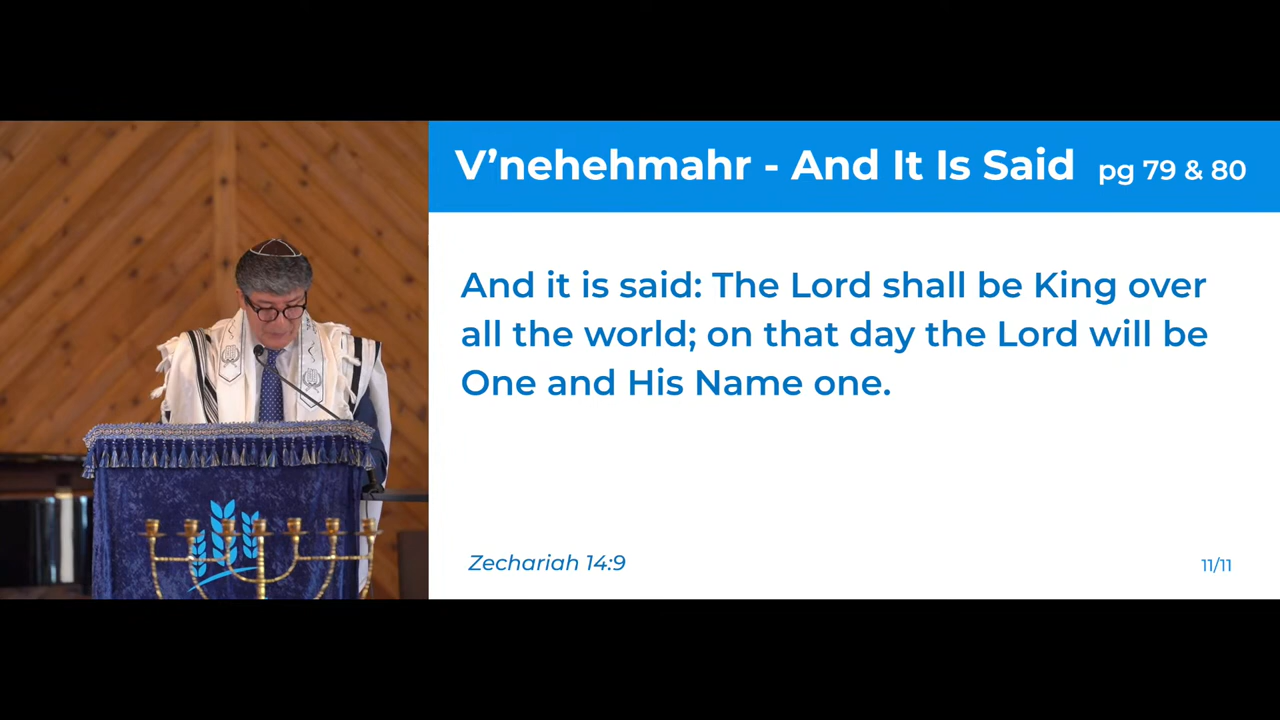 V’nehehmahr - And It Is Said pg 79 & 80
And it is said: The Lord shall be King over
all the world; on that day the Lord will be
One and His Name one.
Zechariah 14:9
11/11